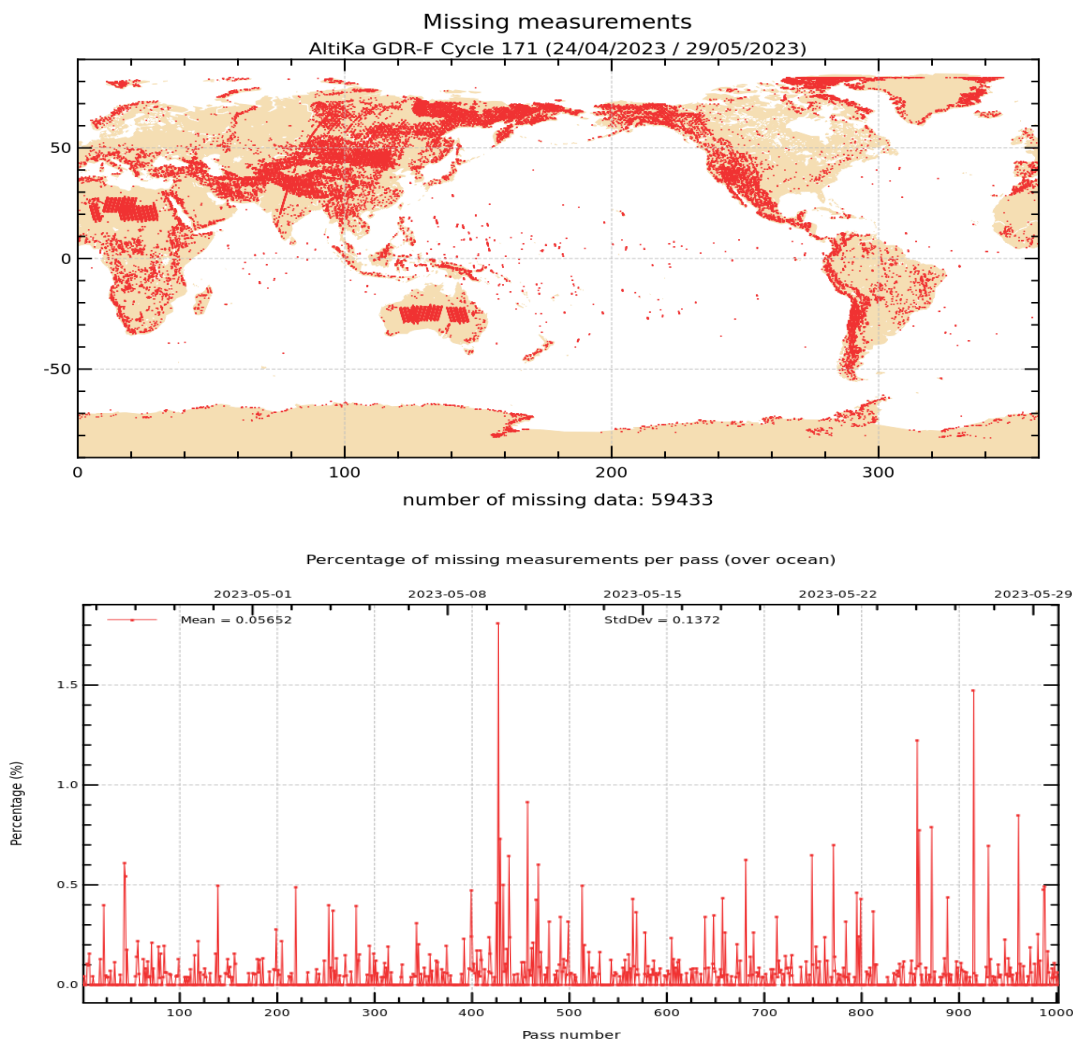 Missing measurements
AltiKa GDR-F Cycle 171 (24/04/2023 / 29/05/2023)
50
0
-50
0 100 200 300
number of missing data: 59433
Percentage of missing measurements per pass (over ocean)
2023-05-01 2023-05-08 2023-05-15 2023-05-22 2023-05-29
Mean = 0.05652 StdDev = 0.1372
1.5
1.0
0.5
0.0
Percentage (%)
100 200 300 400 500 600 700 800 900 1000
Pass number